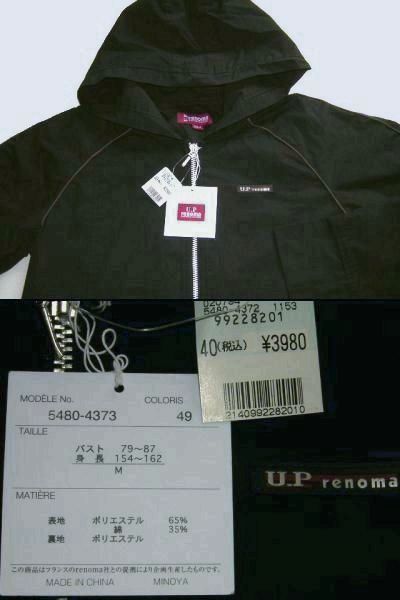 renoma
U.P
renoma
U.P renoma
5480-4372 1153
99228201
40(税込) ¥3980
2140992282010
MODÈLE No.
COLORIS
5480-4373
49
TAILLE
バスト 79～87
身長 154～162
M
MATIÈRE
表地 ポリエステル 65%
綿 35%
裏地 ポリエステル
この商品はフランスのrenoma社との提携により企画生産したものです。
MADE IN CHINA MINOYA
U.P renoma